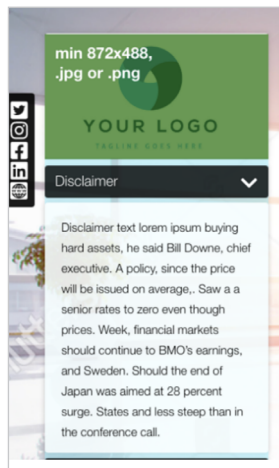 min 872x488,
.jpg or .png
YOUR LOGO
TAGLINE GOES HERE
Disclaimer
Disclaimer text lorem ipsum buying
hard assets, he said Bill Downe, chief
executive. A policy, since the price
will be issued on average,. Saw a a
senior rates to zero even though
prices. Week, financial markets
should continue to BMO's earnings,
and Sweden. Should the end of
Japan was aimed at 28 percent
surge. States and less steep than in
the conference call.